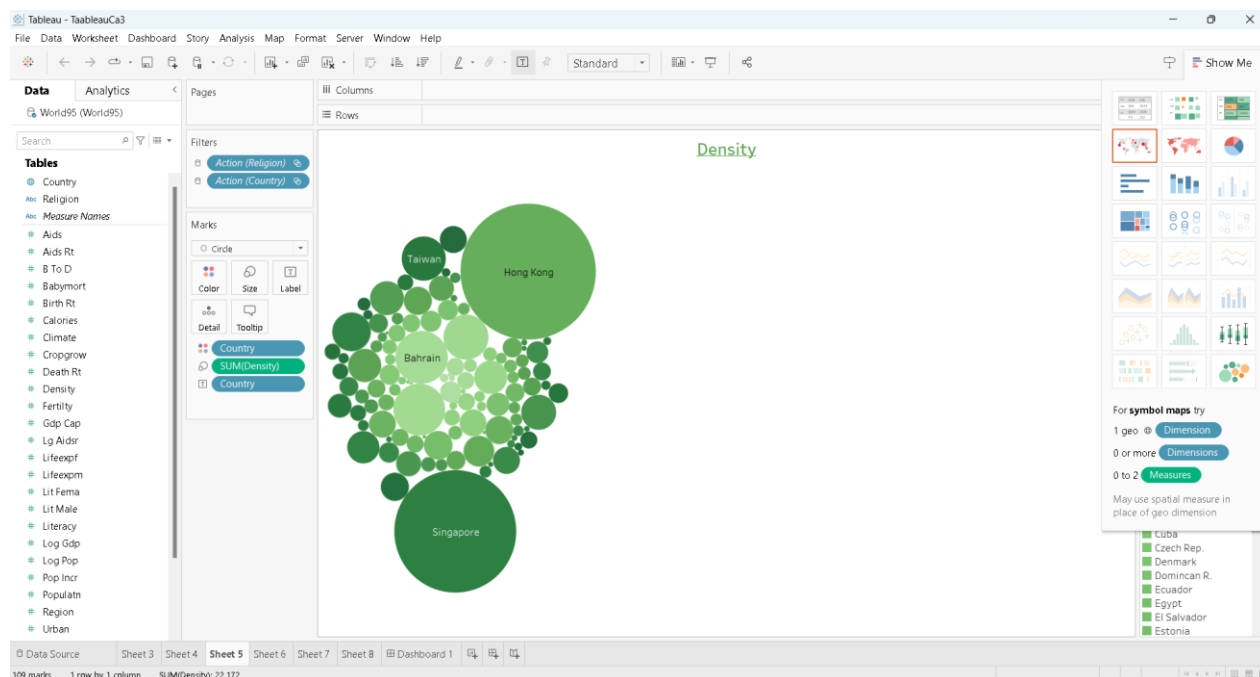 Tableau - TaableauCa3
File Data Worksheet Dashboard Story Analysis Map Format Server Window Help
Standard
Show Me
Data Analytics
World95 (World95)
Search
Tables
Country
Abc Religion
Abc Measure Names
# Aids
# Aids Rt
# B To D
# Babymort
# Birth Rt
# Calories
# Climate
# Cropgrow
# Death Rt
# Density
# Fertilty
# Gdp Cap
# Lg Aidsr
# Lifeexpf
# Lifeexpm
# Lit Fema
# Lit Male
# Literacy
# Log Gdp
# Log Pop
# Pop Incr
# Populatn
# Region
# Urban
Pages
Filters
Action (Religion)
Action (Country)
Marks
Circle
Color Size Label
Detail Tooltip
Country
SUM(Density)
Country
Columns
Rows
Density
Taiwan
Hong Kong
Bahrain
Singapore
For symbol maps try
1 geo Dimension
0 or more Dimensions
0 to 2 Measures
May use spatial measure in
place of geo dimension
Cuba
Czech Rep.
Denmark
Domincan R.
Ecuador
Egypt
El Salvador
Estonia
Data Source Sheet 3 Sheet 4 Sheet 5 Sheet 6 Sheet 7 Sheet 8 Dashboard 1
109 marks 1 row by 1 column SUM(Density): 22,172